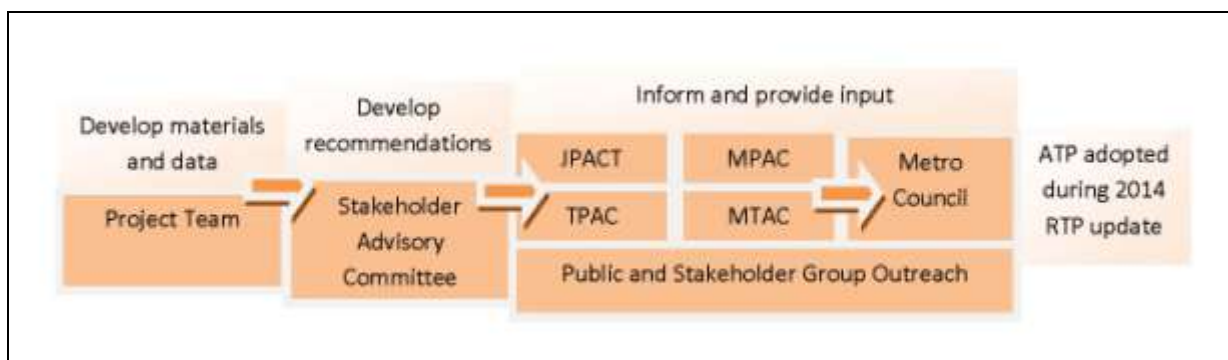 Develop materials
and data
Project Team
Develop
recommendations
Stakeholder
Advisory
Committee
Inform and provide input
JPACT
MPAC
Metro
Council
TPAC
MTAC
Public and Stakeholder Group Outreach
ATP adopted
during 2014
RTP update